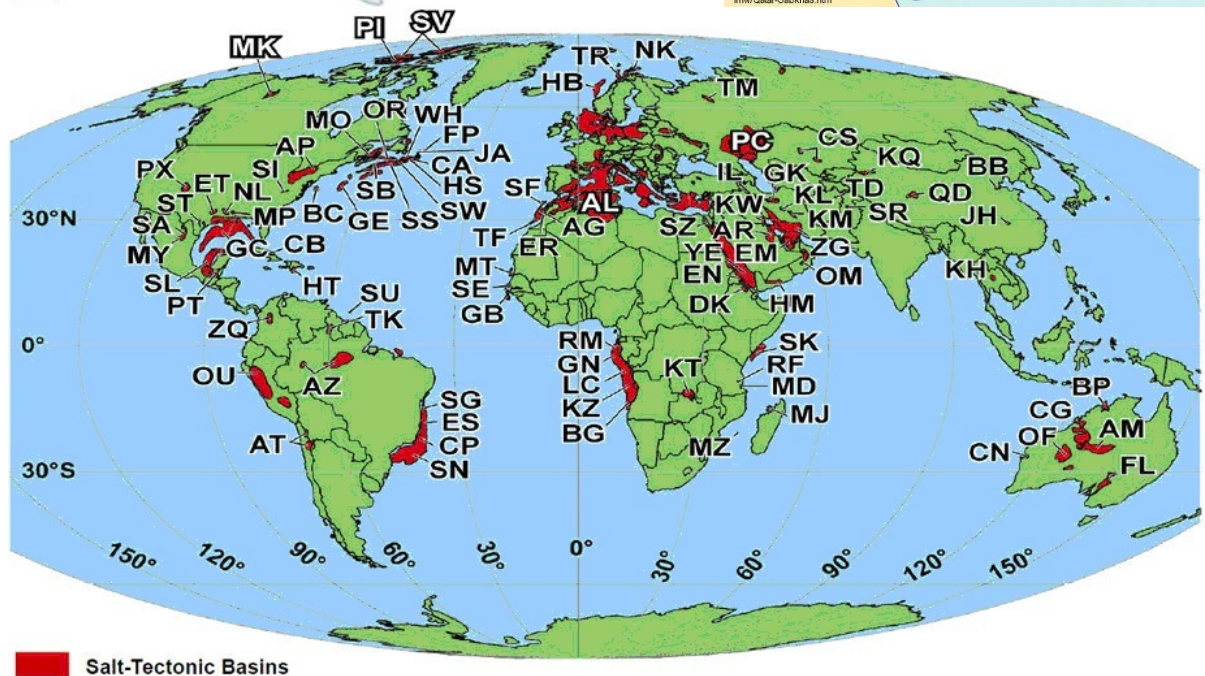 imw/Qatar-Sabkhas.htm
PI
SV
MK
TR
NK
HB
TM
OR
WH
MO
FP
AP
JA
PC
CS
PX
SI
CA
KQ
BB
ET
NL
SB
HS
SF
IL
GK
KL
TD
QD
ST
MP
BC
GE
SS
SW
AL
KW
KM
SR
JH
30°N
SA
TF
ER
AG
SZ
AR
ZG
MY
GC
CB
YE
EM
SL
HT
MT
EN
OM
KH
PT
SE
DK
HM
SU
GB
ZQ
TK
0°
RM
SK
OU
AZ
GN
KT
RF
LC
MD
BP
SG
KZ
MJ
CG
ES
BG
AM
AT
CP
MZ
CN
OF
SN
FL
30°S
150°
120°
90°
60°
30°
0°
30°
60°
90°
120°
150°
Salt-Tectonic Basins